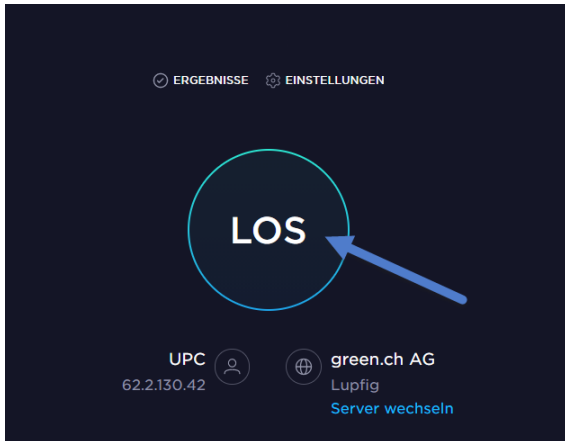 ERGEBNISSE EINSTELLUNGEN
LOS
UPC
62.2.130.42
green.ch AG
Lupfig
Server wechseln